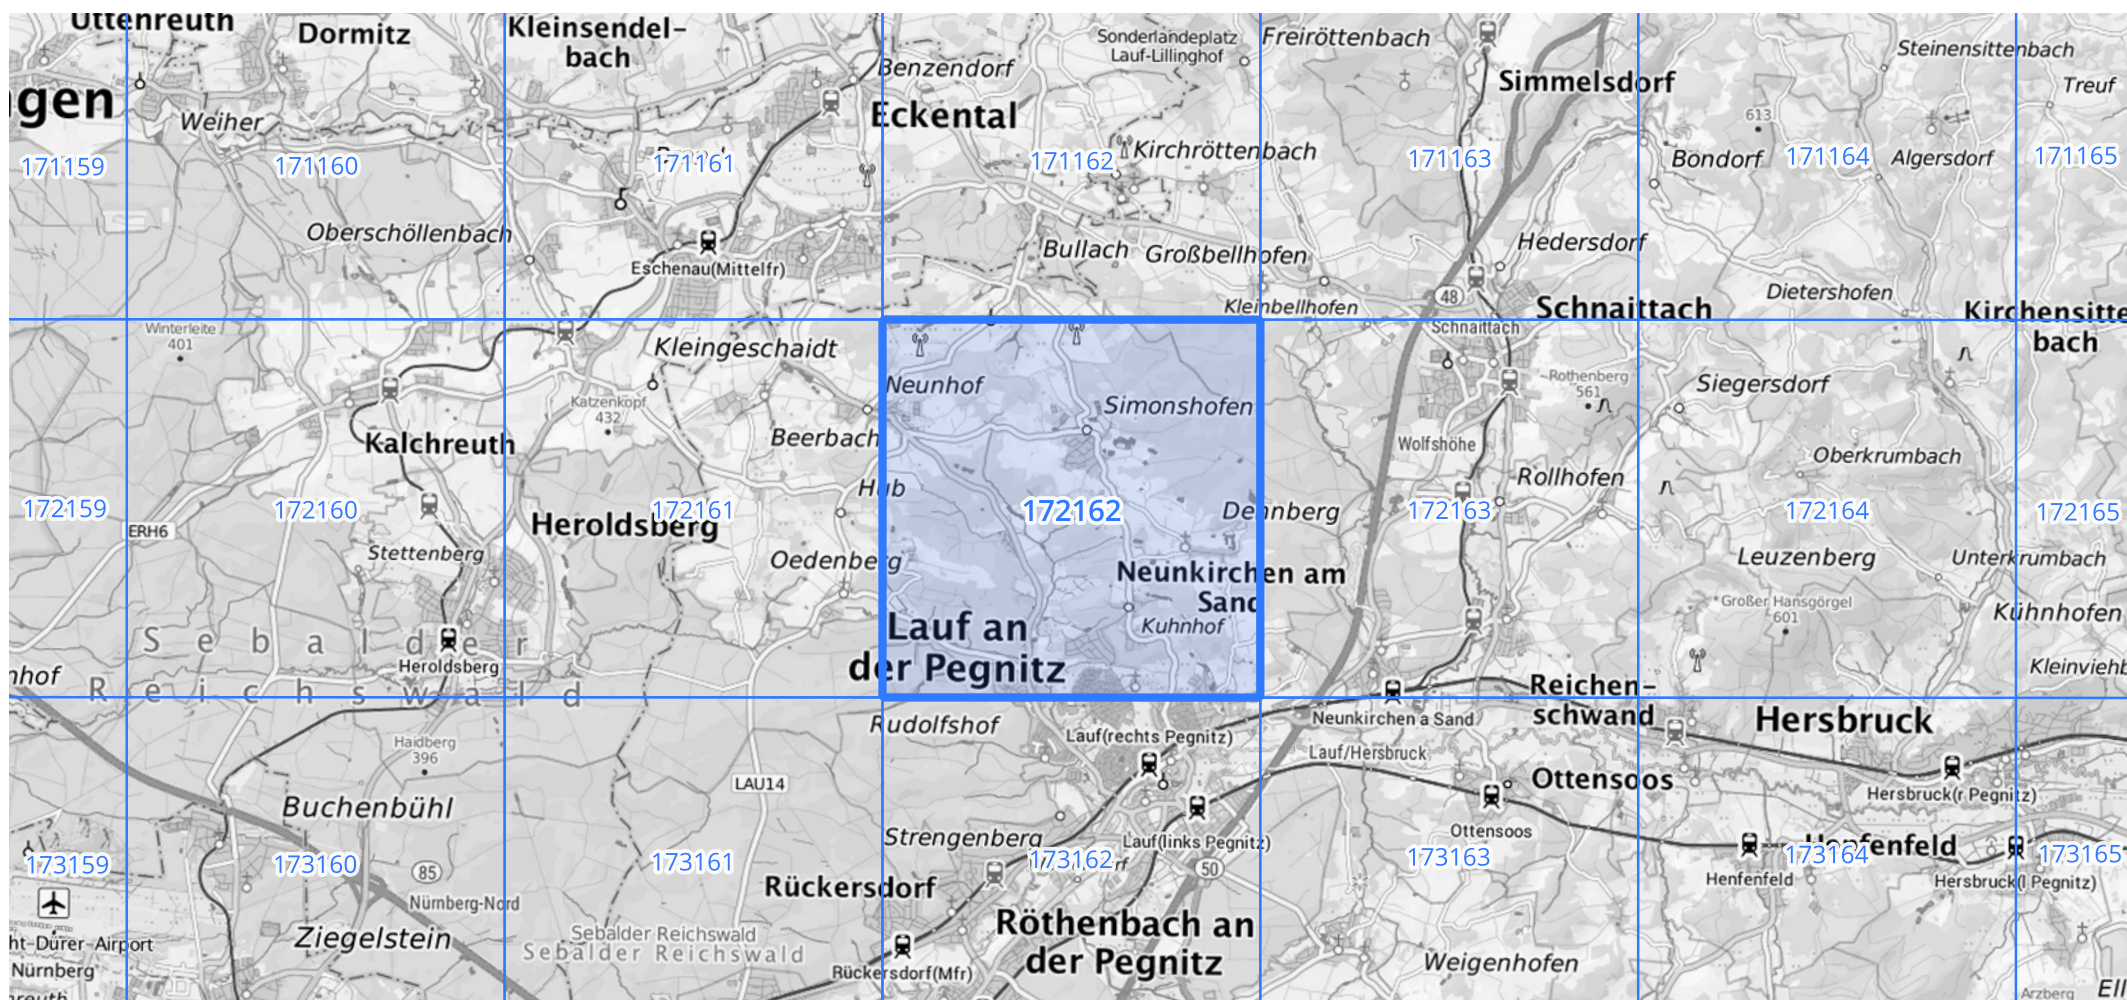 Uttenreuth
Dormitz
Kleinsendel-
bach
Sonderlandeplatz
Lauf-Lillinghof
Freiröttenbach
Steinensittenbach
Benzendorf
Simmelsdorf
Treuf
gen
Weiher
Eckental
613
Kirchröttenbach
Bondorf
Algersdorf
171159
171160
171161
171162
171163
171164
171165
Oberschöllenbach
Eschenau(Mittelfr)
Bullach
Großbellhofen
Hedersdorf
48
Dietershofen
Kleinbellhofen
Schnaittach
Kirchensitte
bach
Winterleite
401
Schnaittach
Kleingeschaidt
Neunhof
Simonshofen
Rothenberg
561
Siegersdorf
Katzenkopf
432
Kalchreuth
Beerbach
Wolfshöhe
Oberkrumbach
Hub
Rollhofen
172159
172160
172161
172162
172163
172164
172165
ERH6
Heroldsberg
Dehnberg
Stettenberg
Oedenberg
Neunkirchen am
Sand
Leuzenberg
Unterkrumbach
Großer Hansgörgel
601
Kühnhofen
Sebalder
Reichswald
Lauf an
der Pegnitz
Kuhnhof
Heroldsberg
nhof
Kleinviehb
Reichen-
schwand
Rudolfshof
Neunkirchen a Sand
Hersbruck
Haidberg
396
Lauf(rechts Pegnitz)
Lauf/Hersbruck
LAU14
Ottensoos
Hersbruck(r Pegnitz)
Buchenbühl
Strengenberg
Lauf(links Pegnitz)
Ottensoos
Henfenfeld
173159
173160
173161
173162
173163
173164
173165
85
50
Rückersdorf
Henfenfeld
Hersbruck(l Pegnitz)
Nürnberg-Nord
Röthenbach an
der Pegnitz
Ziegelstein
Sebalder Reichswald
Sebalder Reichswald
ht-Dürer-Airport
Nürnberg
Rückersdorf(Mfr)
Weigenhofen
Arzberg